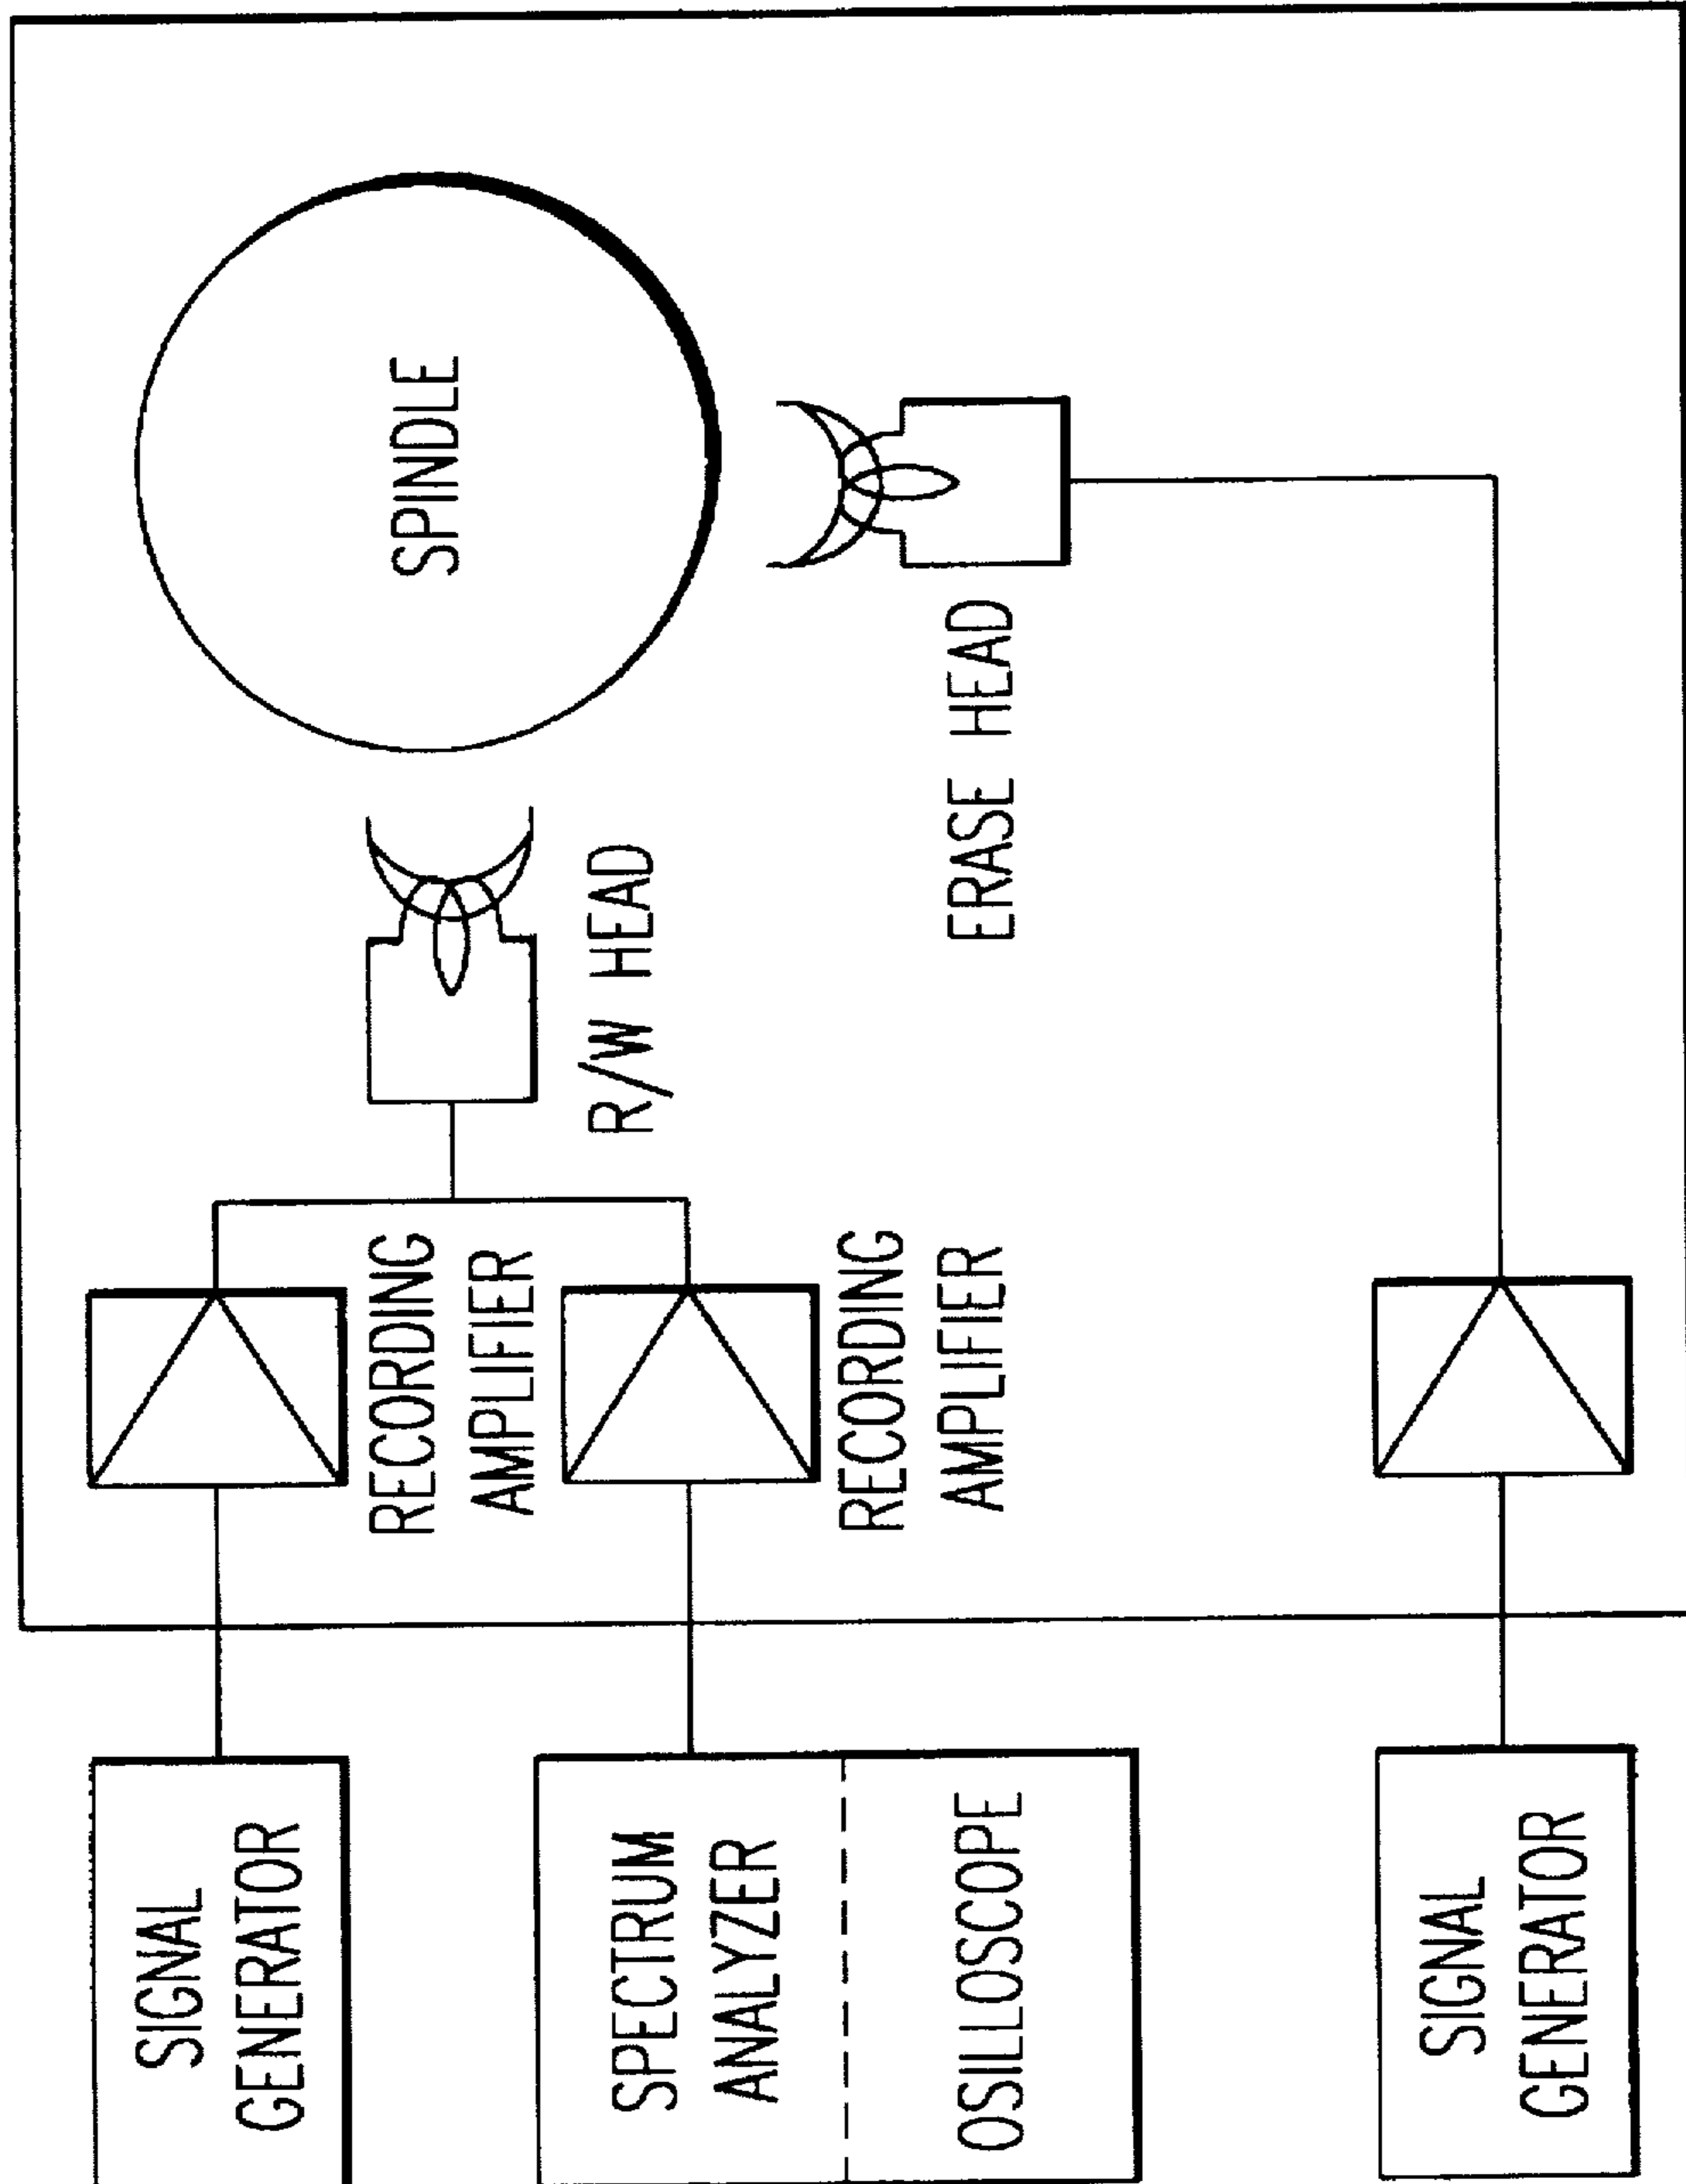 SIGNAL
GENERATOR
SPECTRUM
ANALYZER
OSILLOSCOPE
SIGNAL
GENERATOR
RECORDING
AMPLIFIER
RECORDING
AMPLIFIER
R/W HEAD
ERASE HEAD
SPINDLE